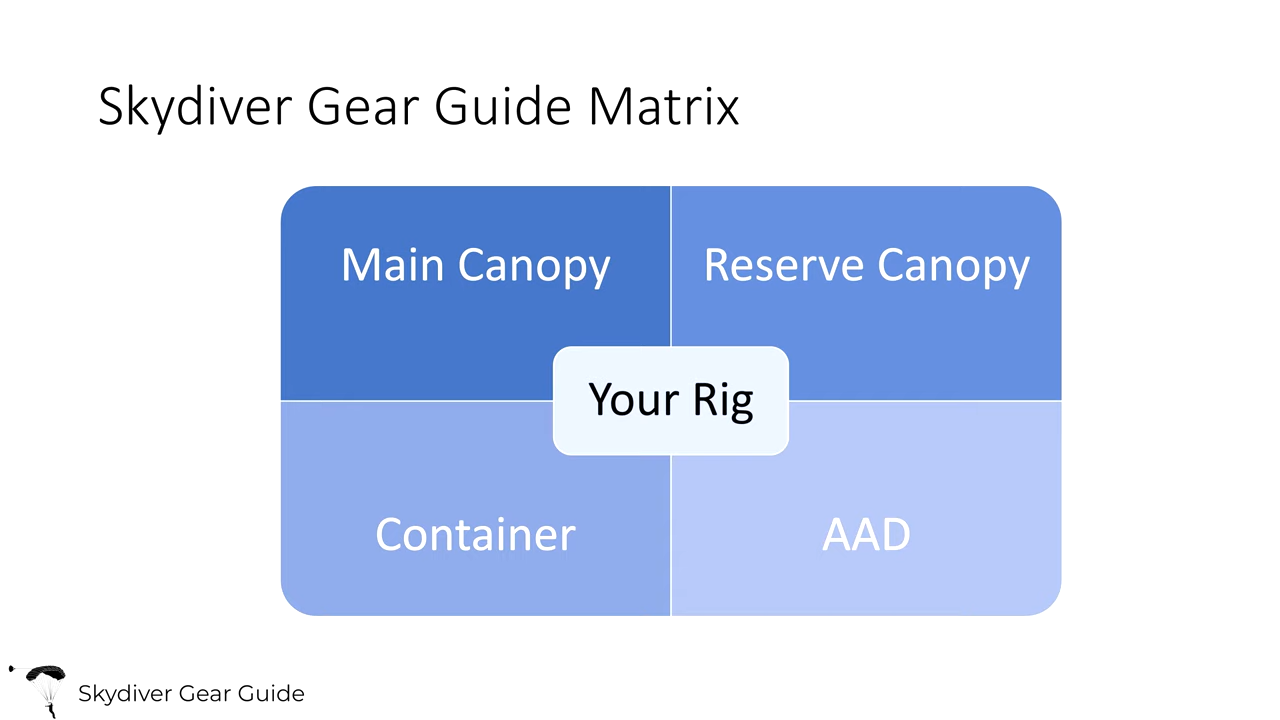 Skydiver Gear Guide Matrix
Main Canopy
Reserve Canopy
Your Rig
Container
AAD
Skydiver Gear Guide